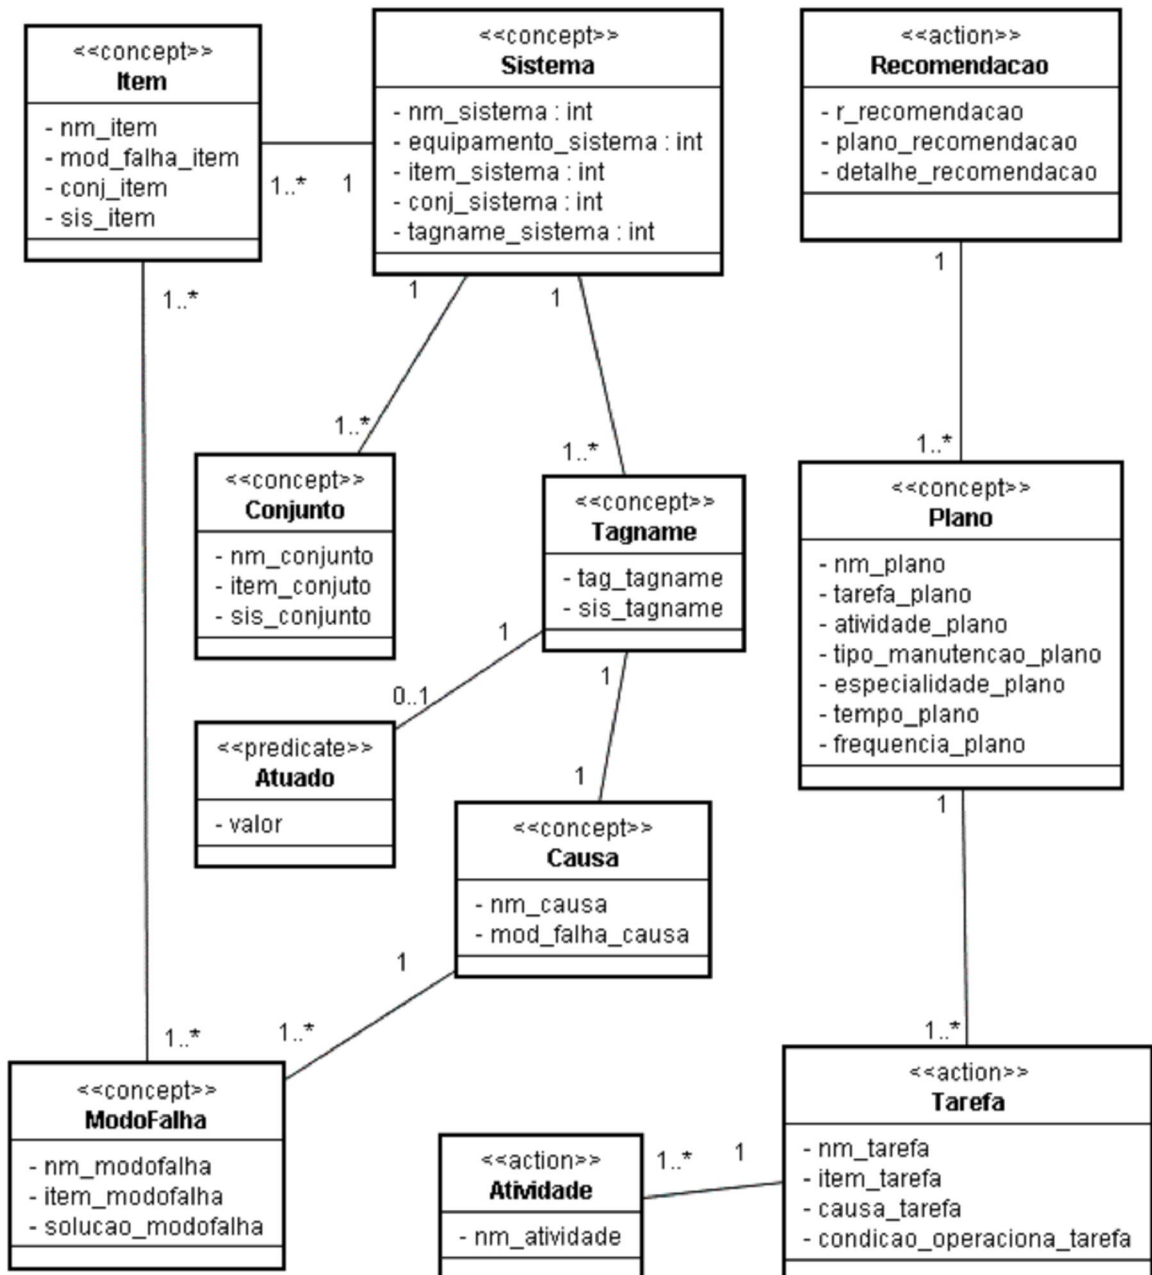 <<concept>>
Item
- nm_item
- mod_falha_item
- conj_item
- sis_item
<<concept>>
Sistema
- nm_sistema : int
- equipamento_sistema : int
- item_sistema : int
- conj_sistema : int
- tagname_sistema : int
<<action>>
Recomendacao
- r_recomendacao
- plano_recomendacao
- detalhe_recomendacao
1..*
1
1..*
1
1
1
1..*
1..*
1..*
<<concept>>
Conjunto
- nm_conjunto
- item_conjuto
- sis_conjunto
<<concept>>
Tagname
- tag_tagname
- sis_tagname
<<concept>>
Plano
- nm_plano
- tarefa_plano
- atividade_plano
- tipo_manutencao_plano
- especialidade_plano
- tempo_plano
- frequencia_plano
1
0..1
1
1
<<predicate>>
Atuado
- valor
<<concept>>
Causa
- nm_causa
- mod_falha_causa
1
1
1..*
1..*
1..*
<<concept>>
ModoFalha
- nm_modofalha
- item_modofalha
- solucao_modofalha
<<action>>
Atividade
- nm_atividade
1..*
1
<<action>>
Tarefa
- nm_tarefa
- item_tarefa
- causa_tarefa
- condicao_operaciona_tarefa